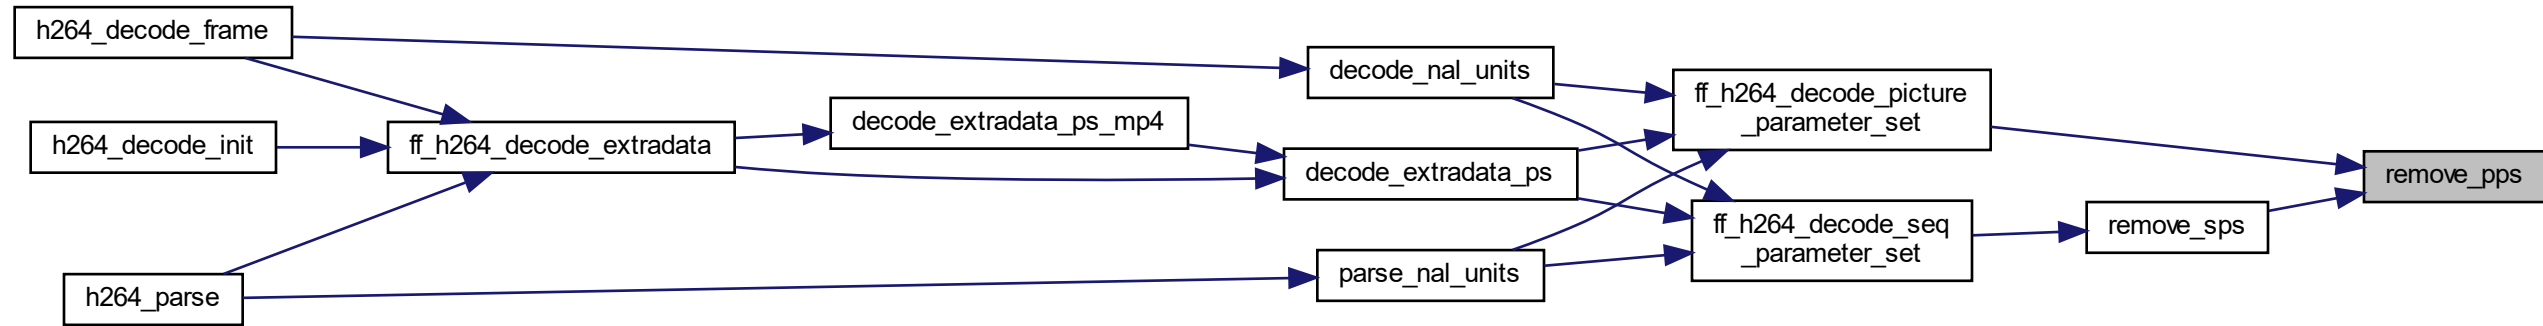 h264_decode_frame
h264_decode_init
h264_parse
ff_h264_decode_extradata
decode_extradata_ps_mp4
decode_nal_units
decode_extradata_ps
parse_nal_units
ff_h264_decode_picture
_parameter_set
ff_h264_decode_seq
_parameter_set
remove_sps
remove_pps